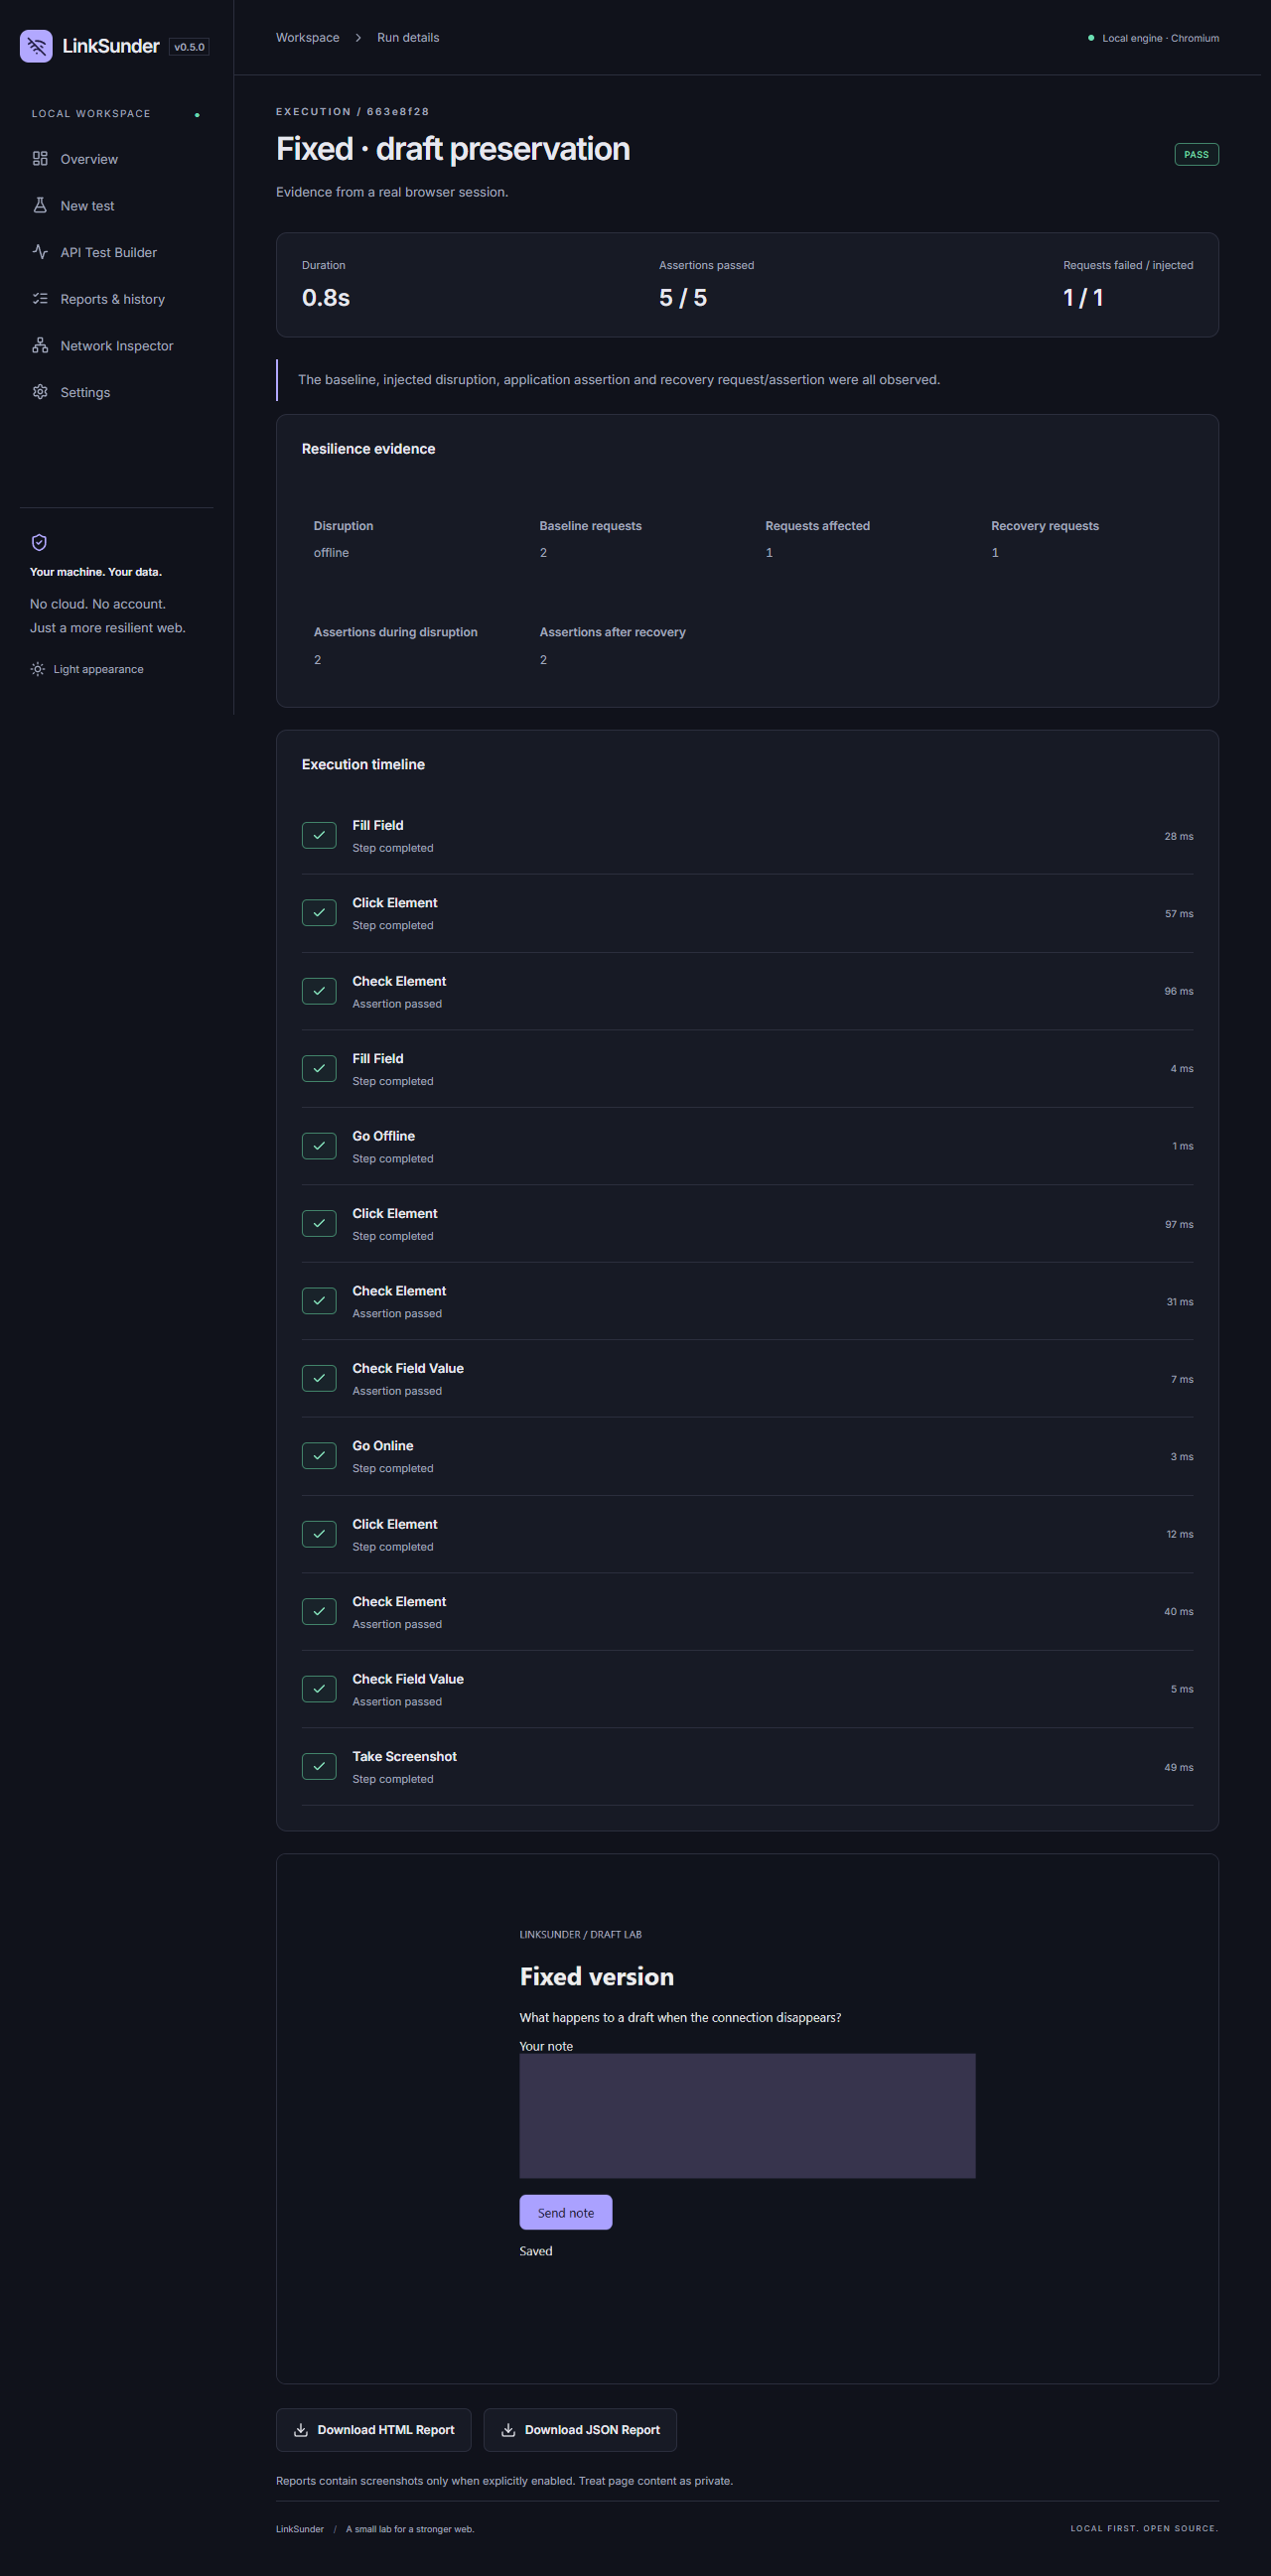 LinkSunder v0.5.0
LOCAL WORKSPACE
Overview
New test
API Test Builder
Reports & history
Network Inspector
Settings
Your machine. Your data.
No cloud. No account.
Just a more resilient web.
Light appearance
Workspace > Run details
Local engine · Chromium
EXECUTION / 663e8f28
Fixed · draft preservation
PASS
Evidence from a real browser session.
Duration
0.8s
Assertions passed
5 / 5
Requests failed / injected
1 / 1
The baseline, injected disruption, application assertion and recovery request/assertion were all observed.
Resilience evidence
Disruption
offline
Baseline requests
2
Requests affected
1
Recovery requests
1
Assertions during disruption
2
Assertions after recovery
2
Execution timeline
Fill Field
Step completed
28 ms
Click Element
Step completed
57 ms
Check Element
Assertion passed
96 ms
Fill Field
Step completed
4 ms
Go Offline
Step completed
1 ms
Click Element
Step completed
97 ms
Check Element
Assertion passed
31 ms
Check Field Value
Assertion passed
7 ms
Go Online
Step completed
3 ms
Click Element
Step completed
12 ms
Check Element
Assertion passed
40 ms
Check Field Value
Assertion passed
5 ms
Take Screenshot
Step completed
49 ms
LINKSUNDER / DRAFT LAB
Fixed version
What happens to a draft when the connection disappears?
Your note
Send note
Saved
Download HTML Report
Download JSON Report
Reports contain screenshots only when explicitly enabled. Treat page content as private.
LinkSunder / A small lab for a stronger web.
LOCAL FIRST. OPEN SOURCE.